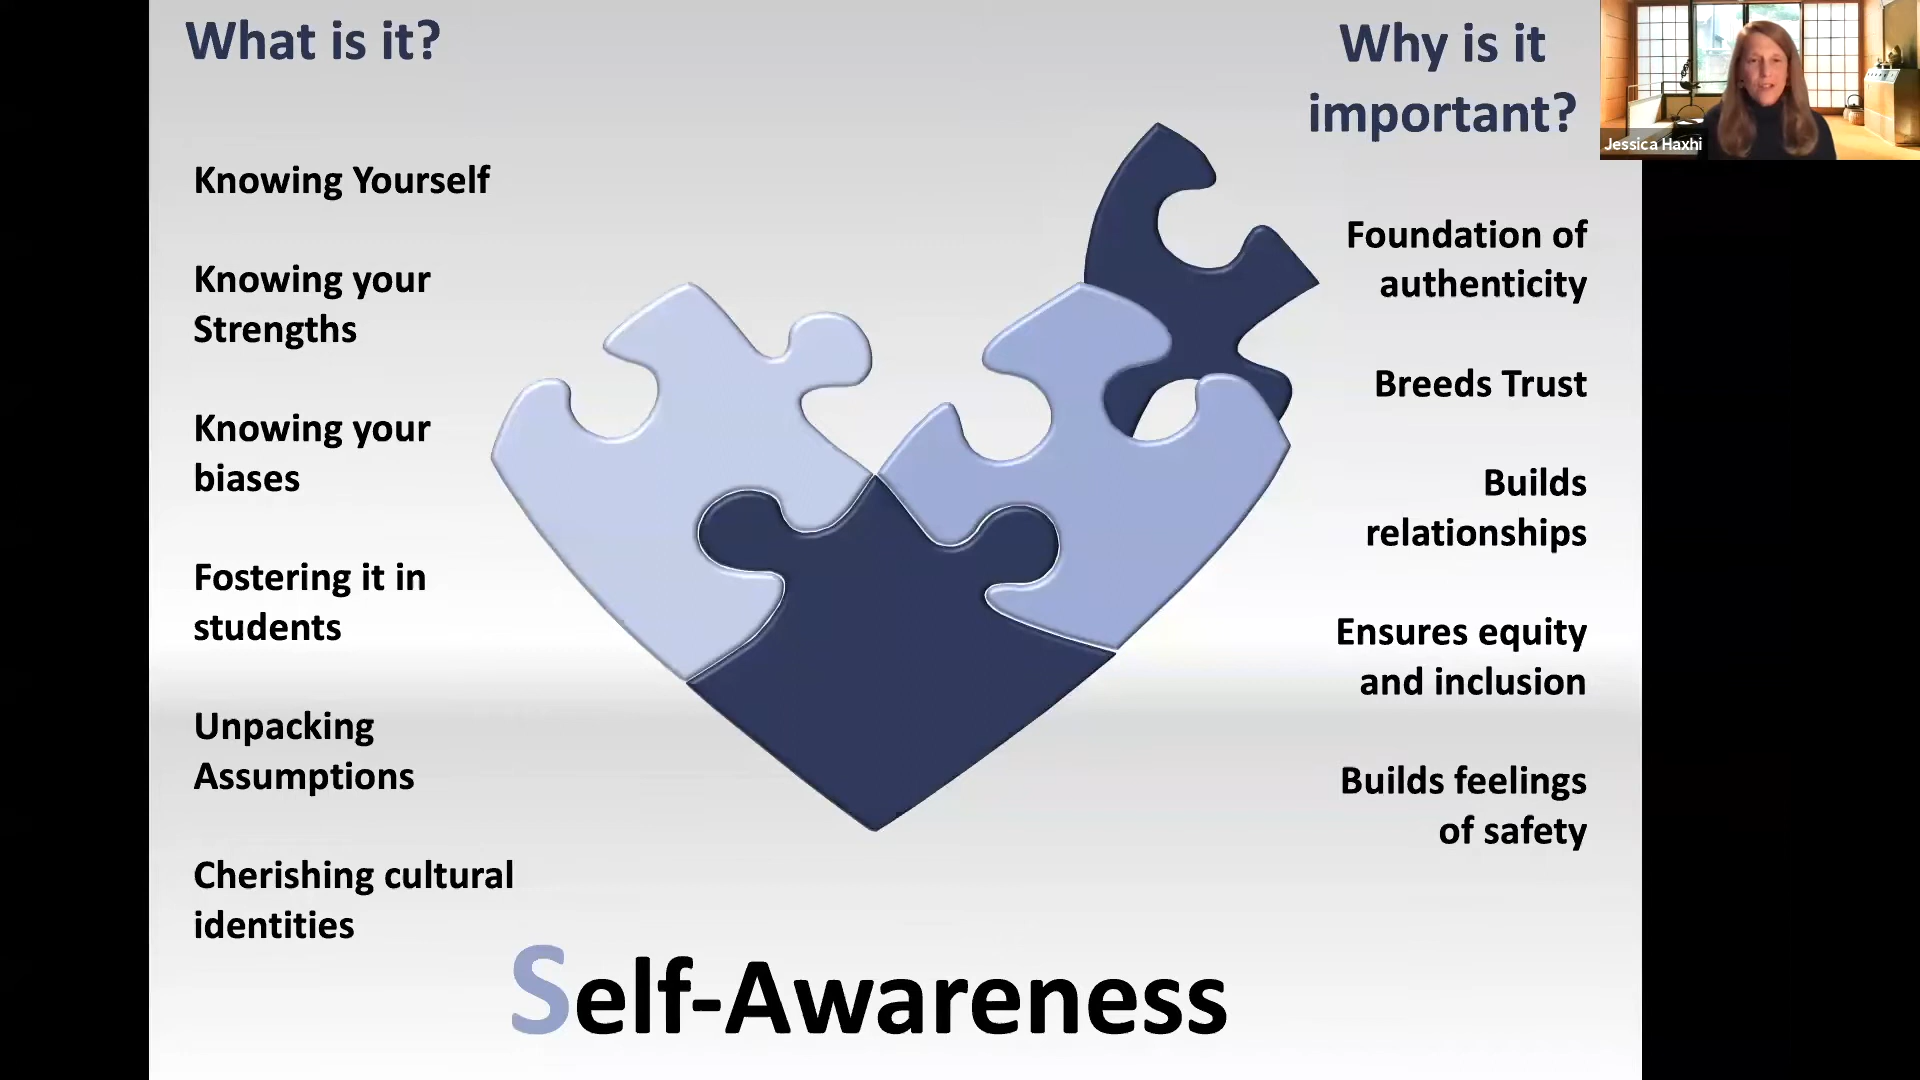 What is it?
Knowing Yourself
Knowing your
Strengths
Knowing your
biases
Fostering it in
students
Unpacking
Assumptions
Cherishing cultural
identities
Why is it
important?
Foundation of
authenticity
Breeds Trust
Builds
relationships
Ensures equity
and inclusion
Builds feelings
of safety
Self-Awareness
Jessica Haxhi